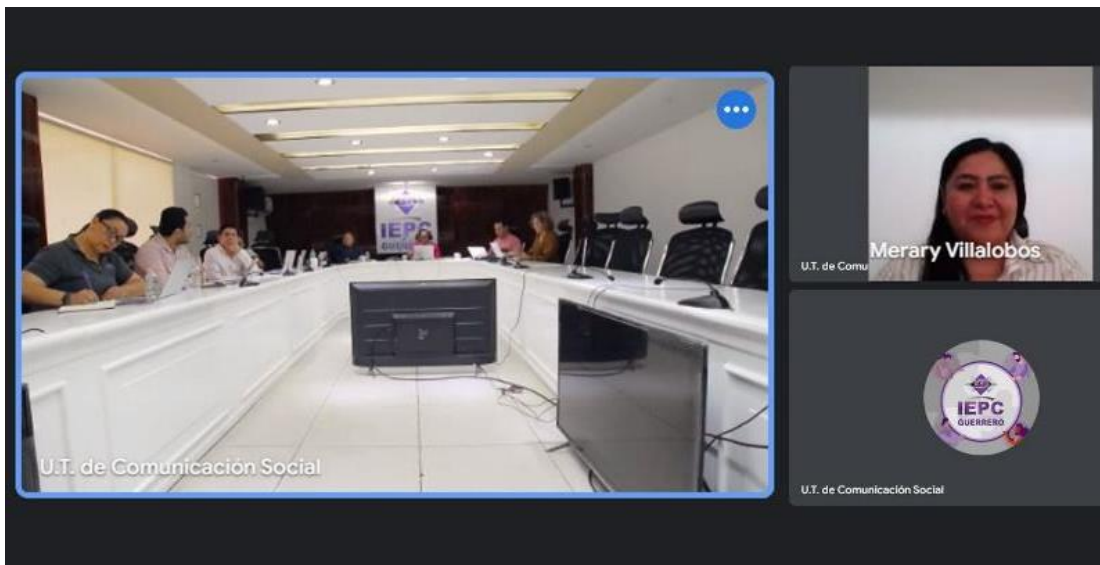 IEPC
U.T. de Comunicación Social
Merary Villalobos
U.T. de Comu
IEPC
GUERRERO
U.T. de Comunicación Social